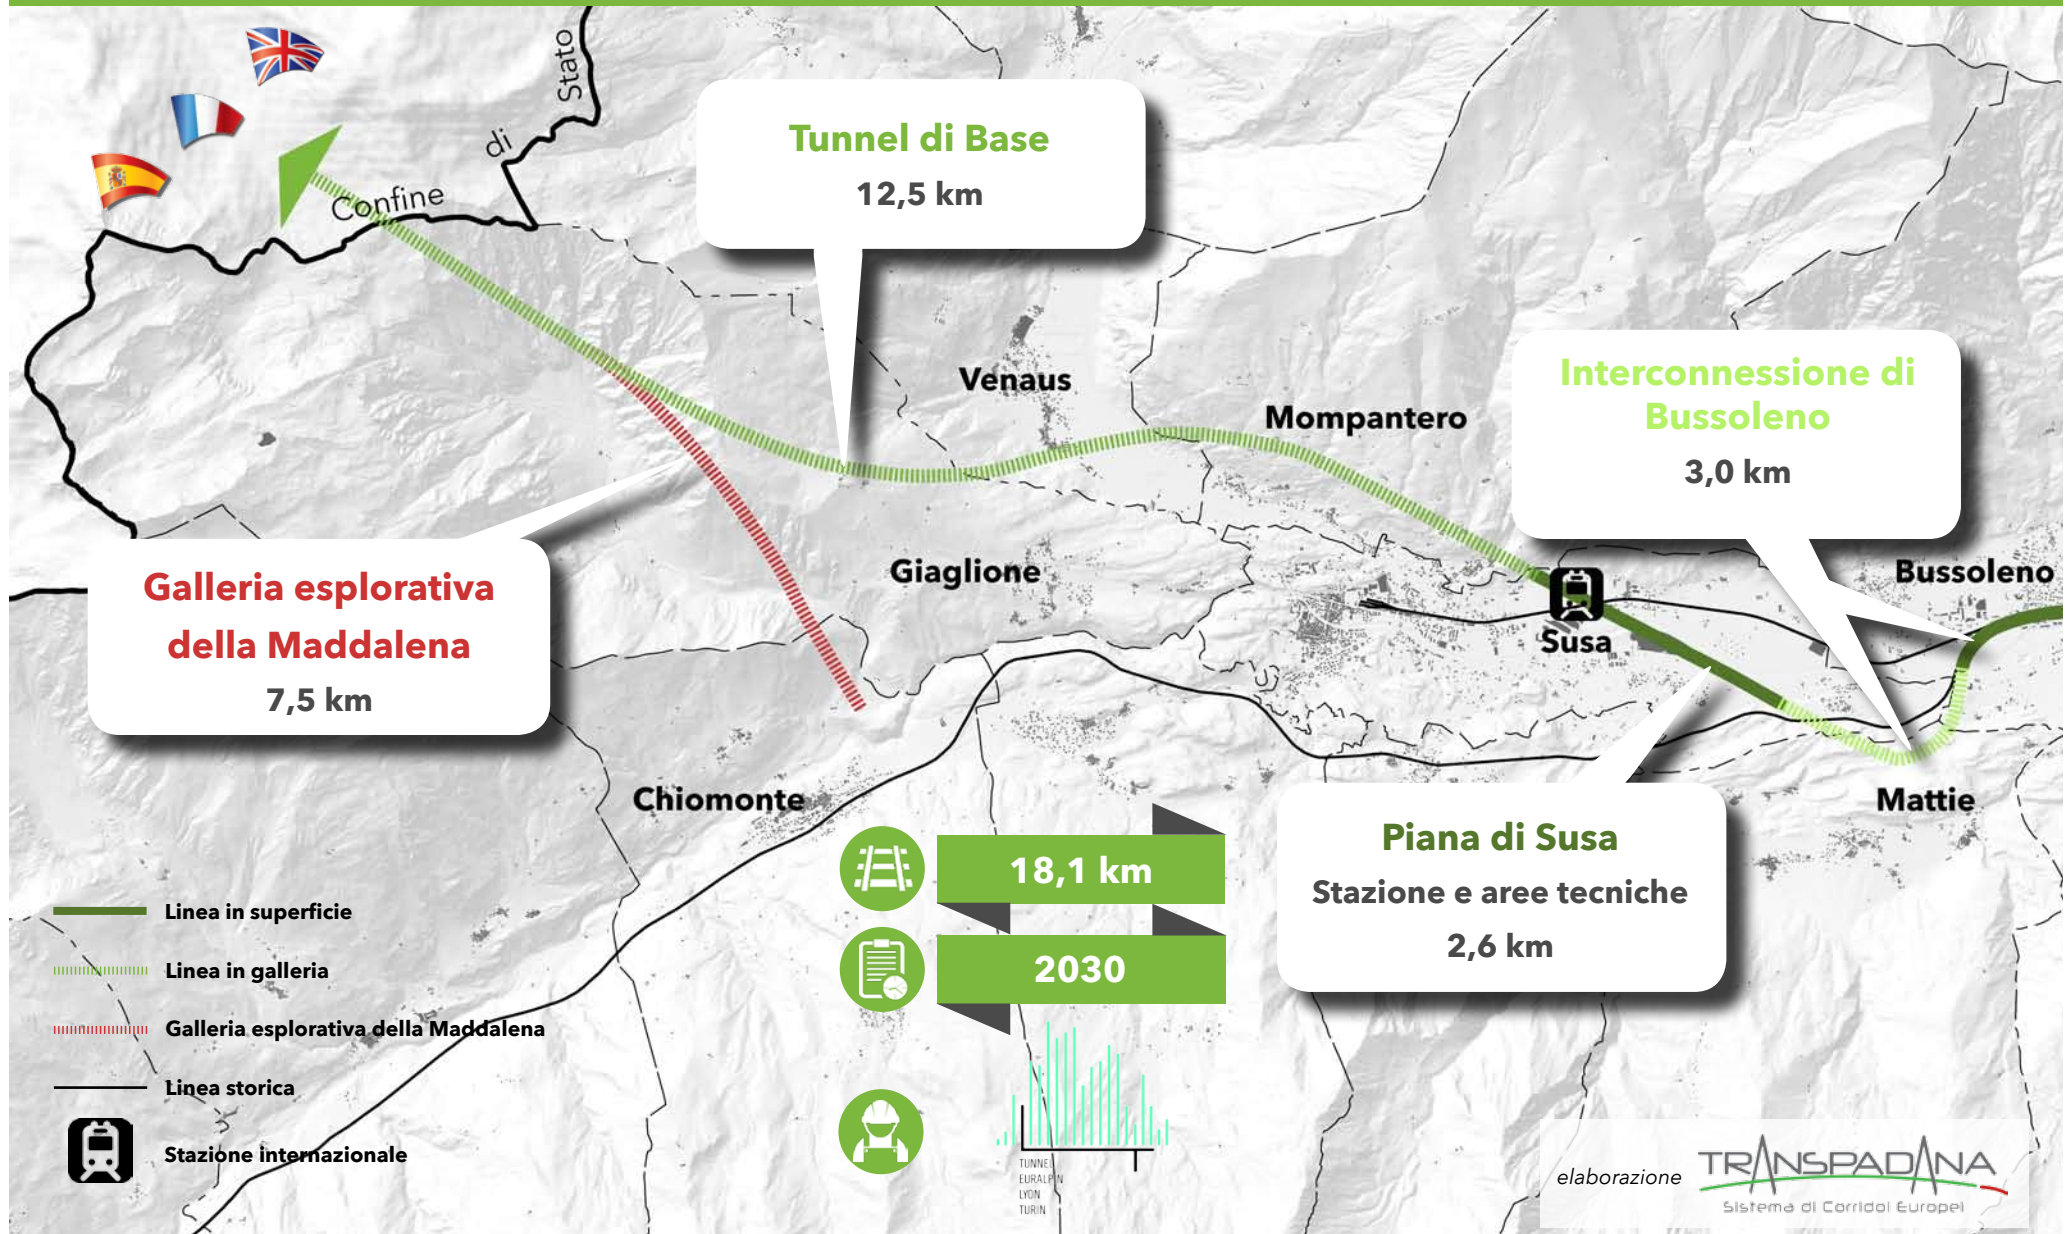 Confine
di
Stato
Tunnel di Base
12,5 km
Venaus
Mompantero
Interconnessione di
Bussoleno
3,0 km
Bussoleno
Giaglione
Galleria esplorativa
della Maddalena
7,5 km
Susa
Chiomonte
Mattie
Piana di Susa
Stazione e aree tecniche
2,6 km
18,1 km
2030
Linea in superficie
Linea in galleria
Galleria esplorativa della Maddalena
Linea storica
Stazione internazionale
TUNNEL
EURALPIN
LYON
TURIN
elaborazione
TRANSPADANA
Sistema di Corridoi Europei